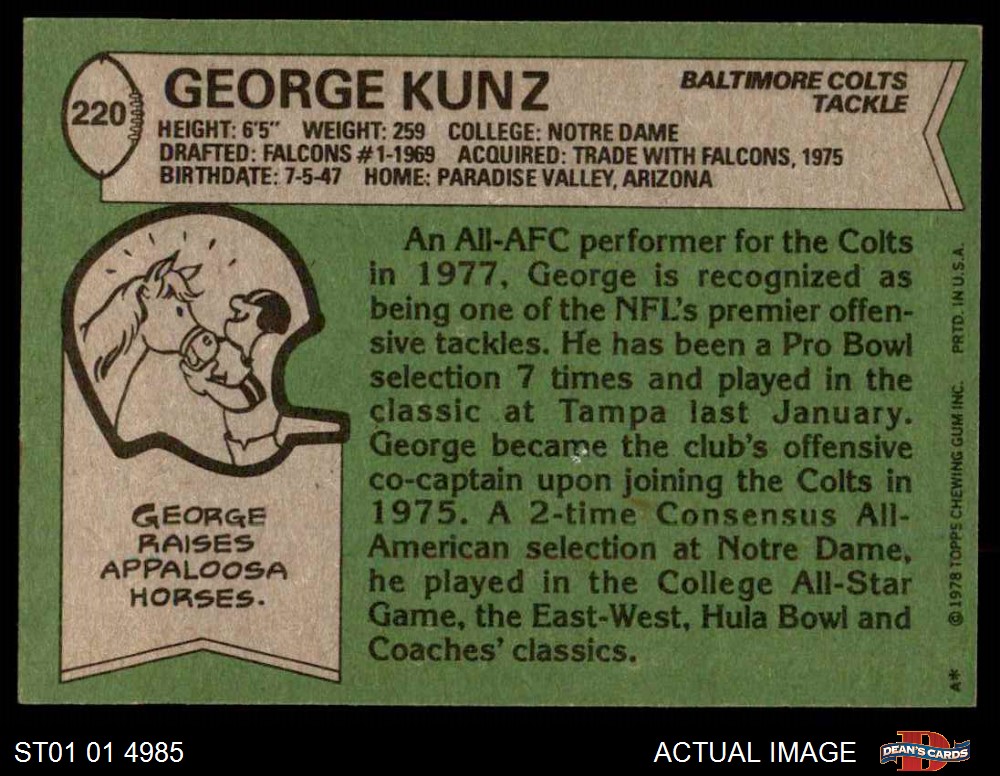 220
GEORGE KUNZ
BALTIMORE COLTS
TACKLE
HEIGHT: 6'5" WEIGHT: 259 COLLEGE: NOTRE DAME
DRAFTED: FALCONS #1-1969 ACQUIRED: TRADE WITH FALCONS, 1975
BIRTHDATE: 7-5-47 HOME: PARADISE VALLEY, ARIZONA
An All-AFC performer for the Colts
in 1977, George is recognized as
being one of the NFL's premier offen-
sive tackles. He has been a Pro Bowl
selection 7 times and played in the
classic at Tampa last January.
George became the club's offensive
co-captain upon joining the Colts in
1975. A 2-time Consensus All-
American selection at Notre Dame,
he played in the College All-Star
Game, the East-West, Hula Bowl and
Coaches' classics.
GEORGE
RAISES
APPALOOSA
HORSES.
A* ©1978 TOPPS CHEWING GUM INC. PRTD. IN U.S.A.
ST01 01 4985
ACTUAL IMAGE
D
DEAN'S CARDS